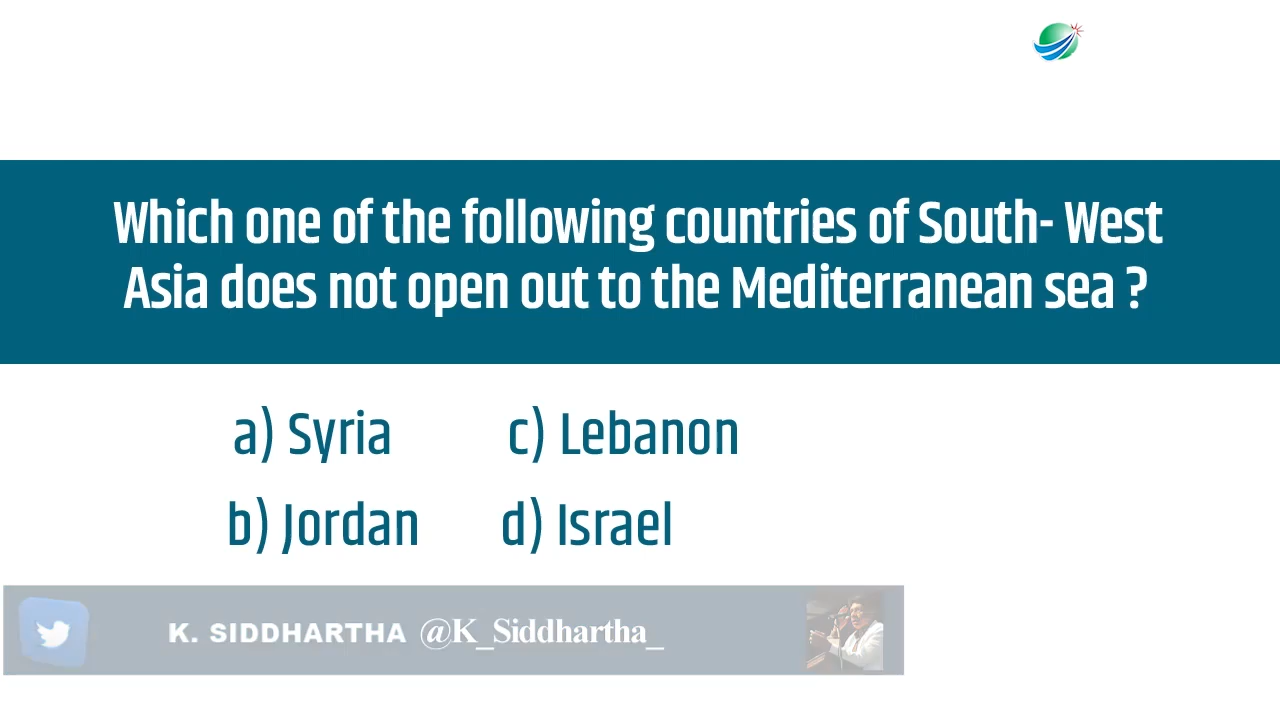 Which one of the following countries of South- West
Asia does not open out to the Mediterranean sea ?
a) Syria c) Lebanon
b) Jordan d) Israel
K. SIDDHARTHA @K_Siddhartha_